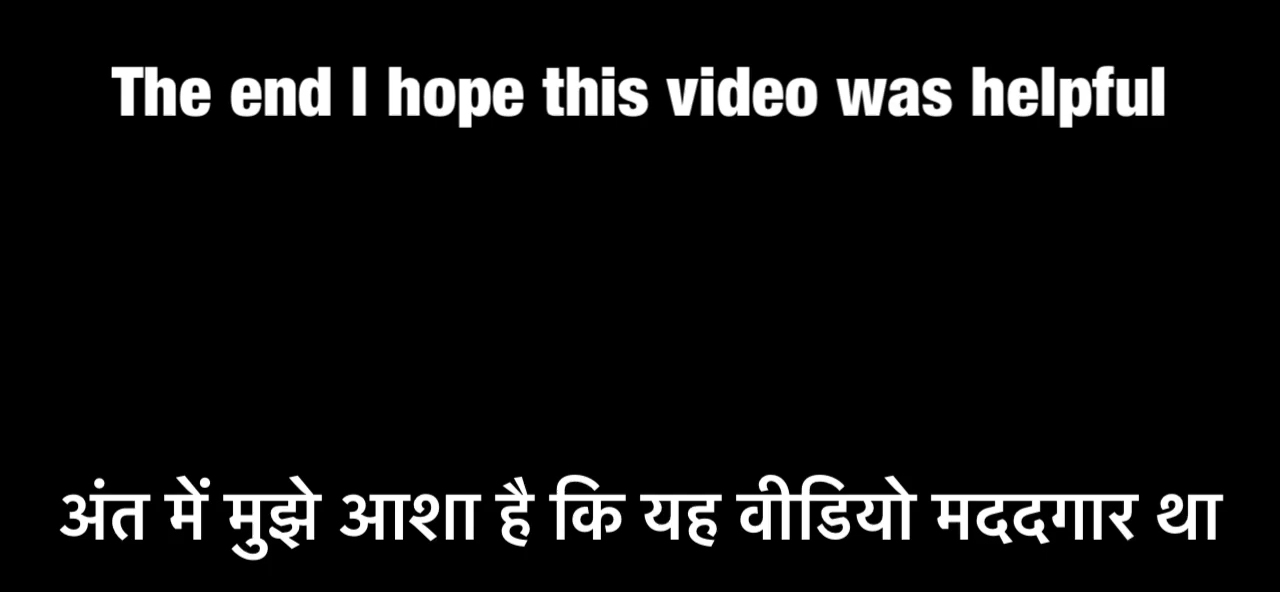 The end I hope this video was helpful
अंत में मुझे आशा है कि यह वीडियो मददगार था